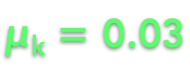 μₖ = 0.03